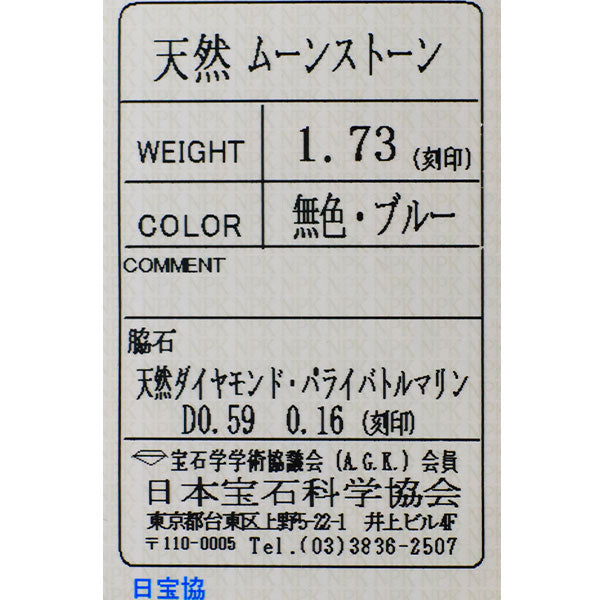 天然 ムーンストーン
WEIGHT 1.73 (刻印)
COLOR 無色・ブルー
COMMENT
脇石
天然ダイヤモンド・パライバトルマリン
D0.59 0.16 (刻印)
宝石学学術協議会 (A.G.K.) 会員
日本宝石科学協会
東京都台東区上野5-22-1 井上ビル4F
〒110-0005 Tel.(03)3836-2507
日宝協